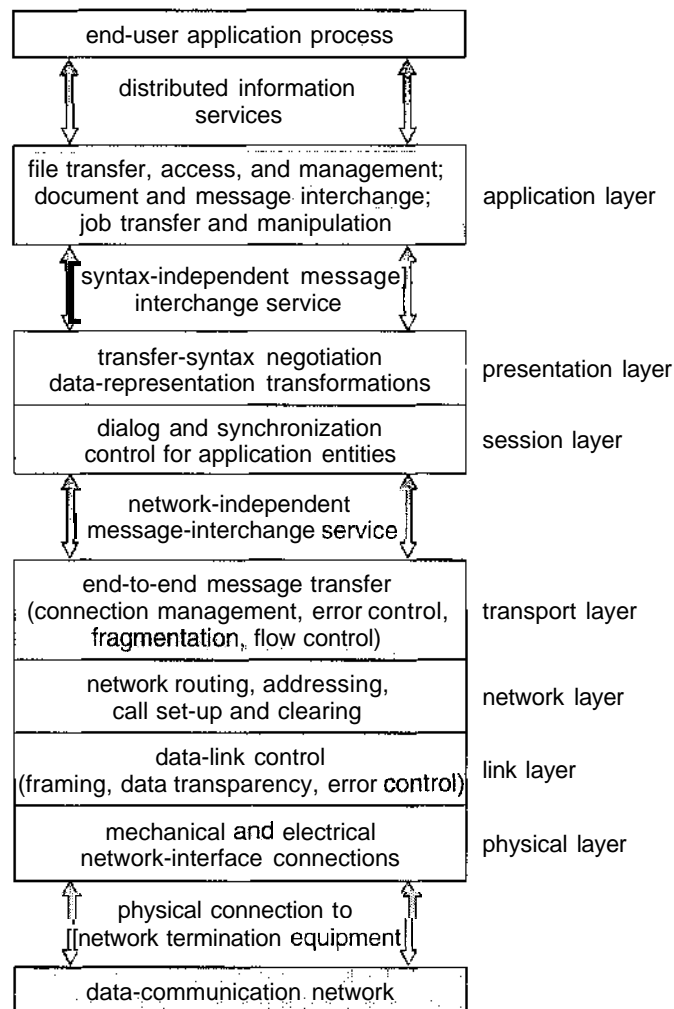 end-user application process
distributed information
services
file transfer, access, and management;
document and message interchange;
job transfer and manipulation
application layer
syntax-independent message
interchange service
transfer-syntax negotiation
data-representation transformations
presentation layer
dialog and synchronization
control for application entities
session layer
network-independent
message-interchange service
end-to-end message transfer
(connection management, error control,
fragmentation, flow control)
transport layer
network routing, addressing,
call set-up and clearing
network layer
data-link control
(framing, data transparency, error control)
link layer
mechanical and electrical
network-interface connections
physical layer
physical connection to
network termination equipment
data-communication network